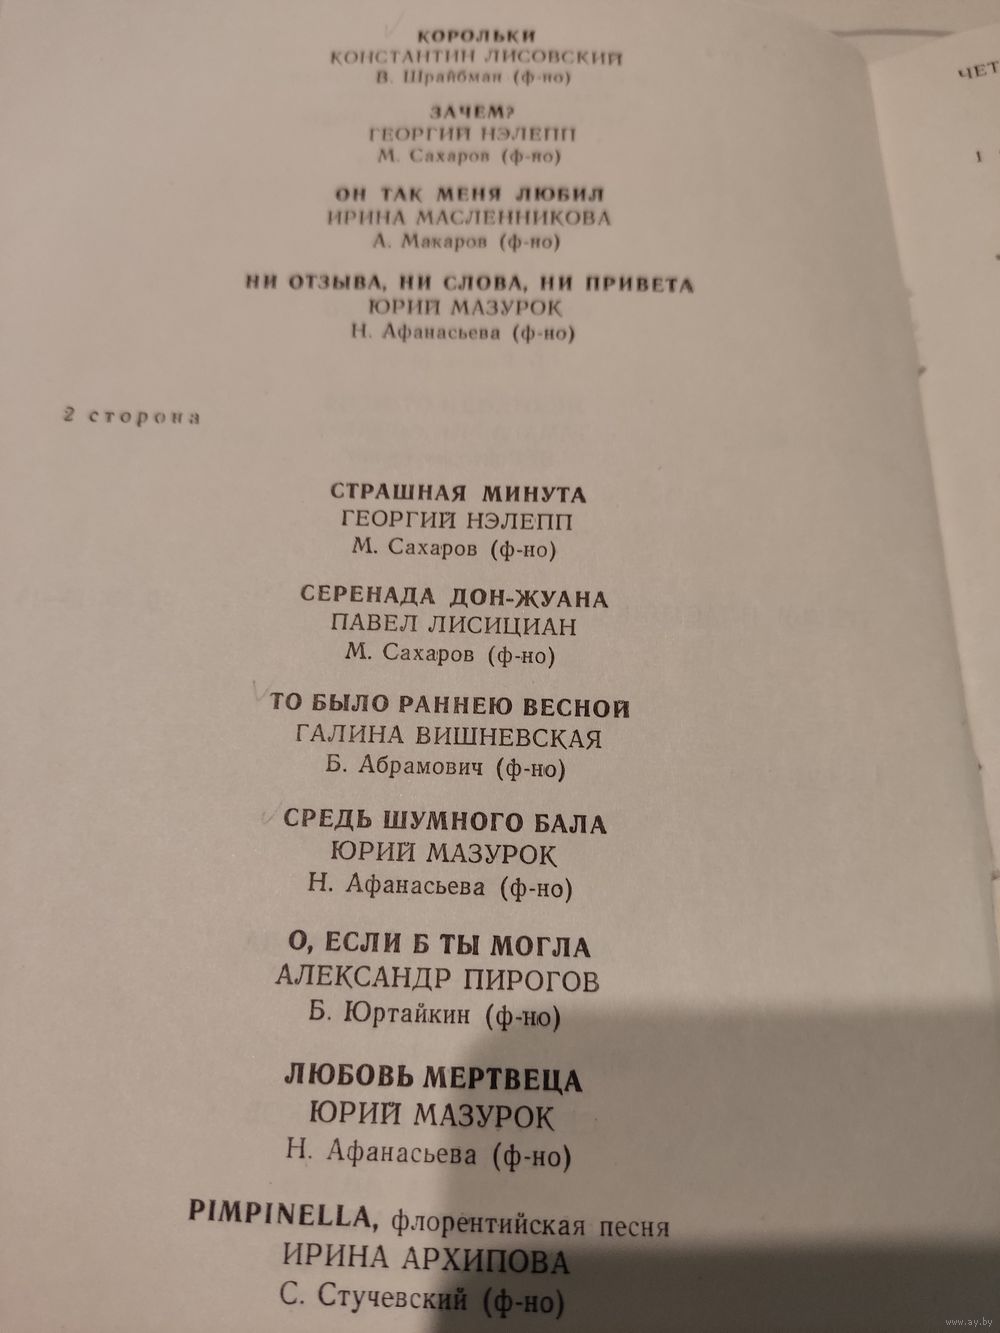 КОРОЛЬКИ
КОНСТАНТИН ЛИСОВСКИЙ
В. Шрайбман (ф-но)
ЗАЧЕМ?
ГЕОРГИЙ НЭЛЕПП
М. Сахаров (ф-но)
ОН ТАК МЕНЯ ЛЮБИЛ
ИРИНА МАСЛЕННИКОВА
А. Макаров (ф-но)
НИ ОТЗЫВА, НИ СЛОВА, НИ ПРИВЕТА
ЮРИЙ МАЗУРОК
Н. Афанасьева (ф-но)
2 сторона
СТРАШНАЯ МИНУТА
ГЕОРГИЙ НЭЛЕПП
М. Сахаров (ф-но)
СЕРЕНАДА ДОН-ЖУАНА
ПАВЕЛ ЛИСИЦИАН
М. Сахаров (ф-но)
ТО БЫЛО РАННЕЮ ВЕСНОЙ
ГАЛИНА ВИШНЕВСКАЯ
Б. Абрамович (ф-но)
СРЕДЬ ШУМНОГО БАЛА
ЮРИЙ МАЗУРОК
Н. Афанасьева (ф-но)
О, ЕСЛИ Б ТЫ МОГЛА
АЛЕКСАНДР ПИРОГОВ
Б. Юртайкин (ф-но)
ЛЮБОВЬ МЕРТВЕЦА
ЮРИЙ МАЗУРОК
Н. Афанасьева (ф-но)
PIMPINELLA, флорентийская песня
ИРИНА АРХИПОВА
С. Стучевский (ф-но)
ЧЕТ
1
www.ay.by